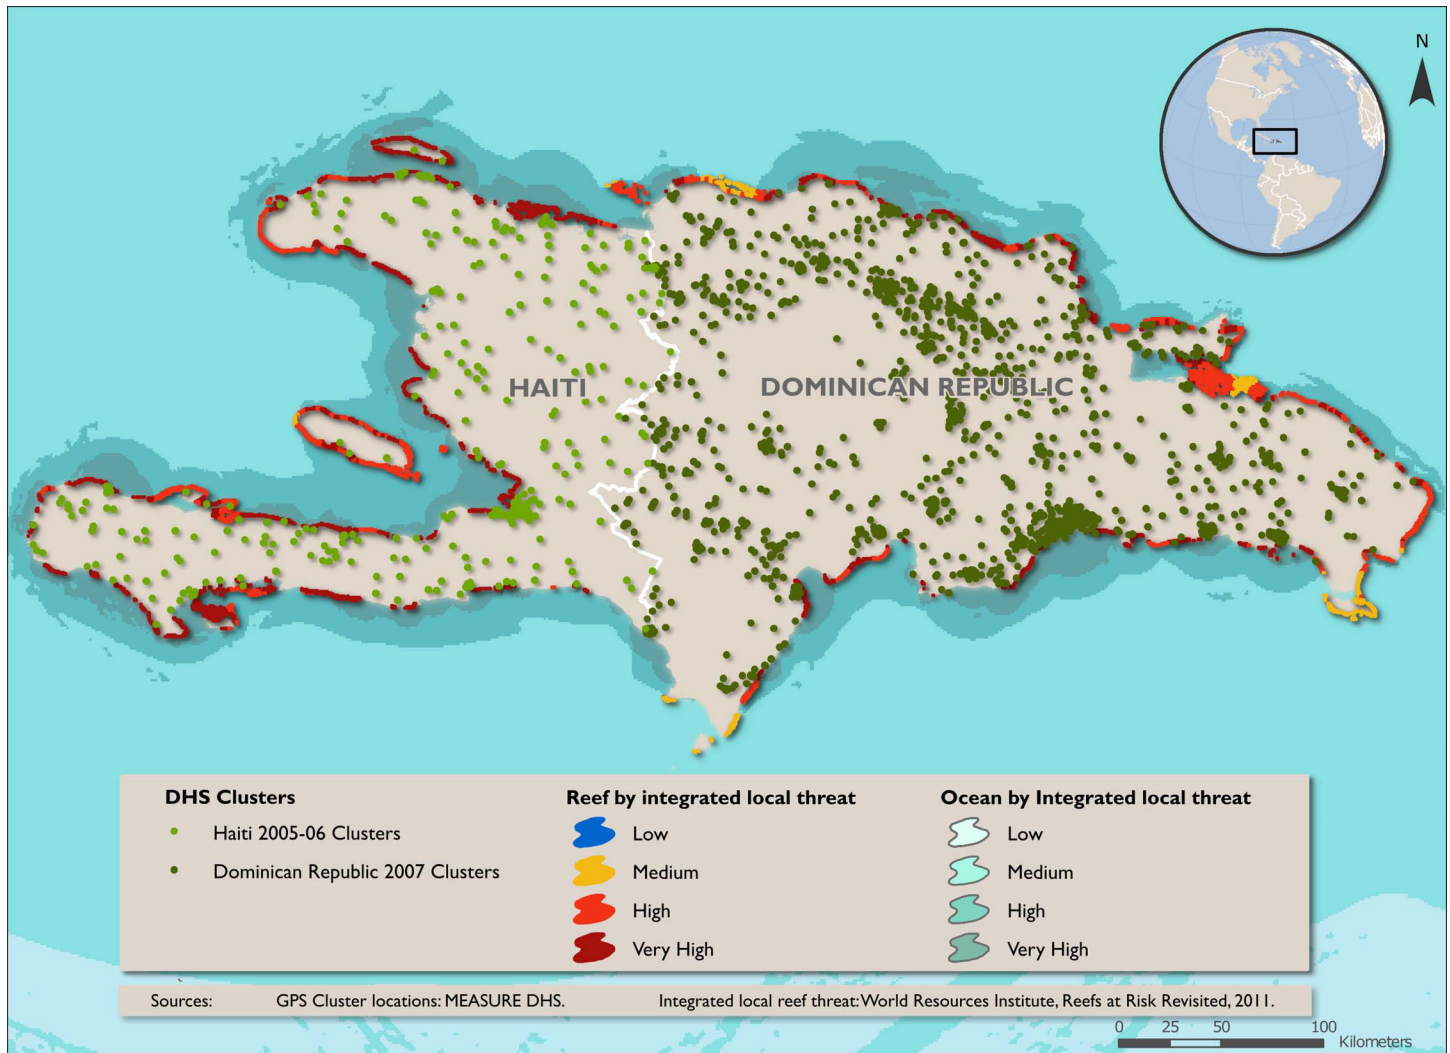 N
HAITI
DOMINICAN REPUBLIC
DHS Clusters
Haiti 2005-06 Clusters
Dominican Republic 2007 Clusters
Reef by integrated local threat
Low
Medium
High
Very High
Ocean by Integrated local threat
Low
Medium
High
Very High
Sources: GPS Cluster locations: MEASURE DHS. Integrated local reef threat: World Resources Institute, Reefs at Risk Revisited, 2011.
0 25 50 100
Kilometers